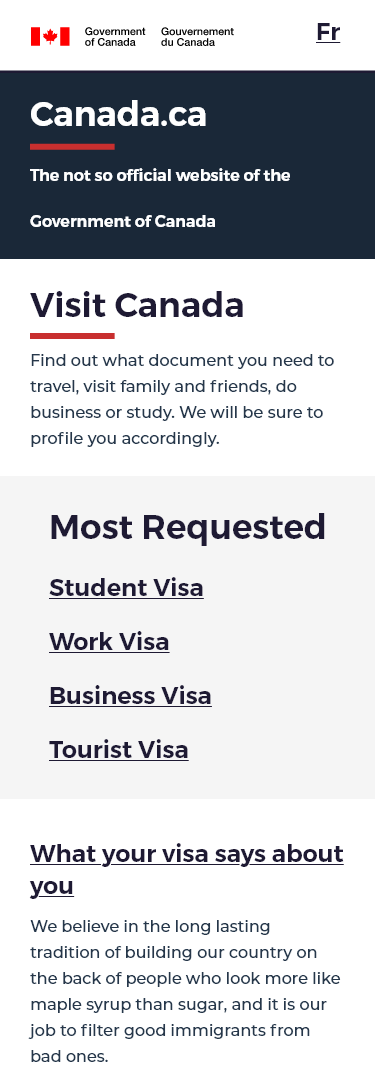 Government of Canada
Gouvernement du Canada
Fr
Canada.ca
The not so official website of the
Government of Canada
Visit Canada
Find out what document you need to
travel, visit family and friends, do
business or study. We will be sure to
profile you accordingly.
Most Requested
Student Visa
Work Visa
Business Visa
Tourist Visa
What your visa says about
you
We believe in the long lasting
tradition of building our country on
the back of people who look more like
maple syrup than sugar, and it is our
job to filter good immigrants from
bad ones.